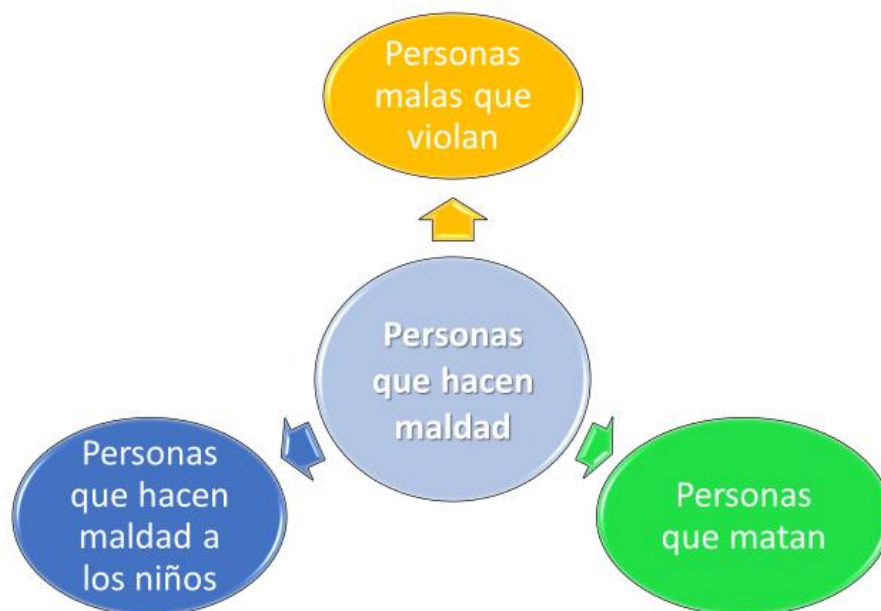 Personas
malas que
violan
Personas
que hacen
maldad
Personas
que hacen
maldad a
los niños
Personas
que matan